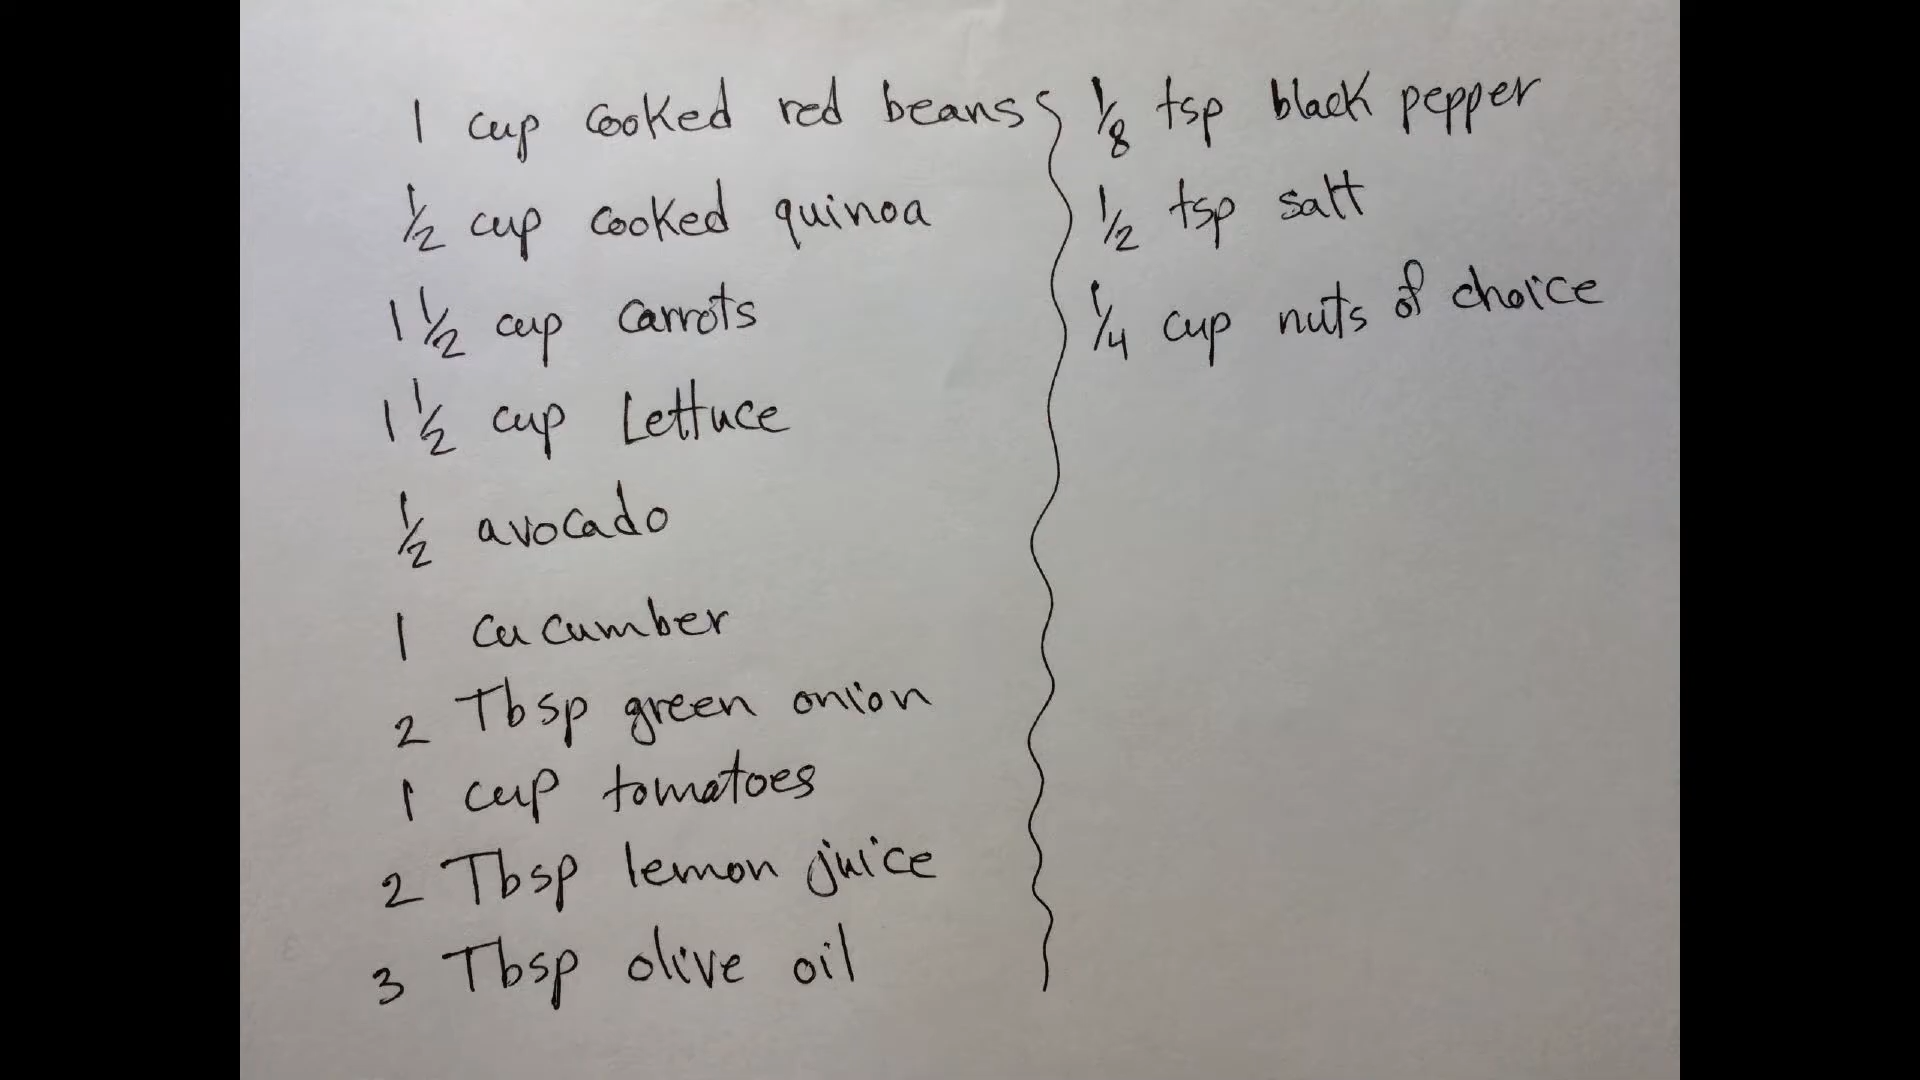 1 cup cooked red beans
1/2 cup cooked quinoa
1 1/2 cup carrots
1 1/2 cup Lettuce
1/2 avocado
1 cucumber
2 Tbsp green onion
1 cup tomatoes
2 Tbsp lemon juice
3 Tbsp olive oil
1/8 tsp black pepper
1/2 tsp salt
1/4 cup nuts of choice